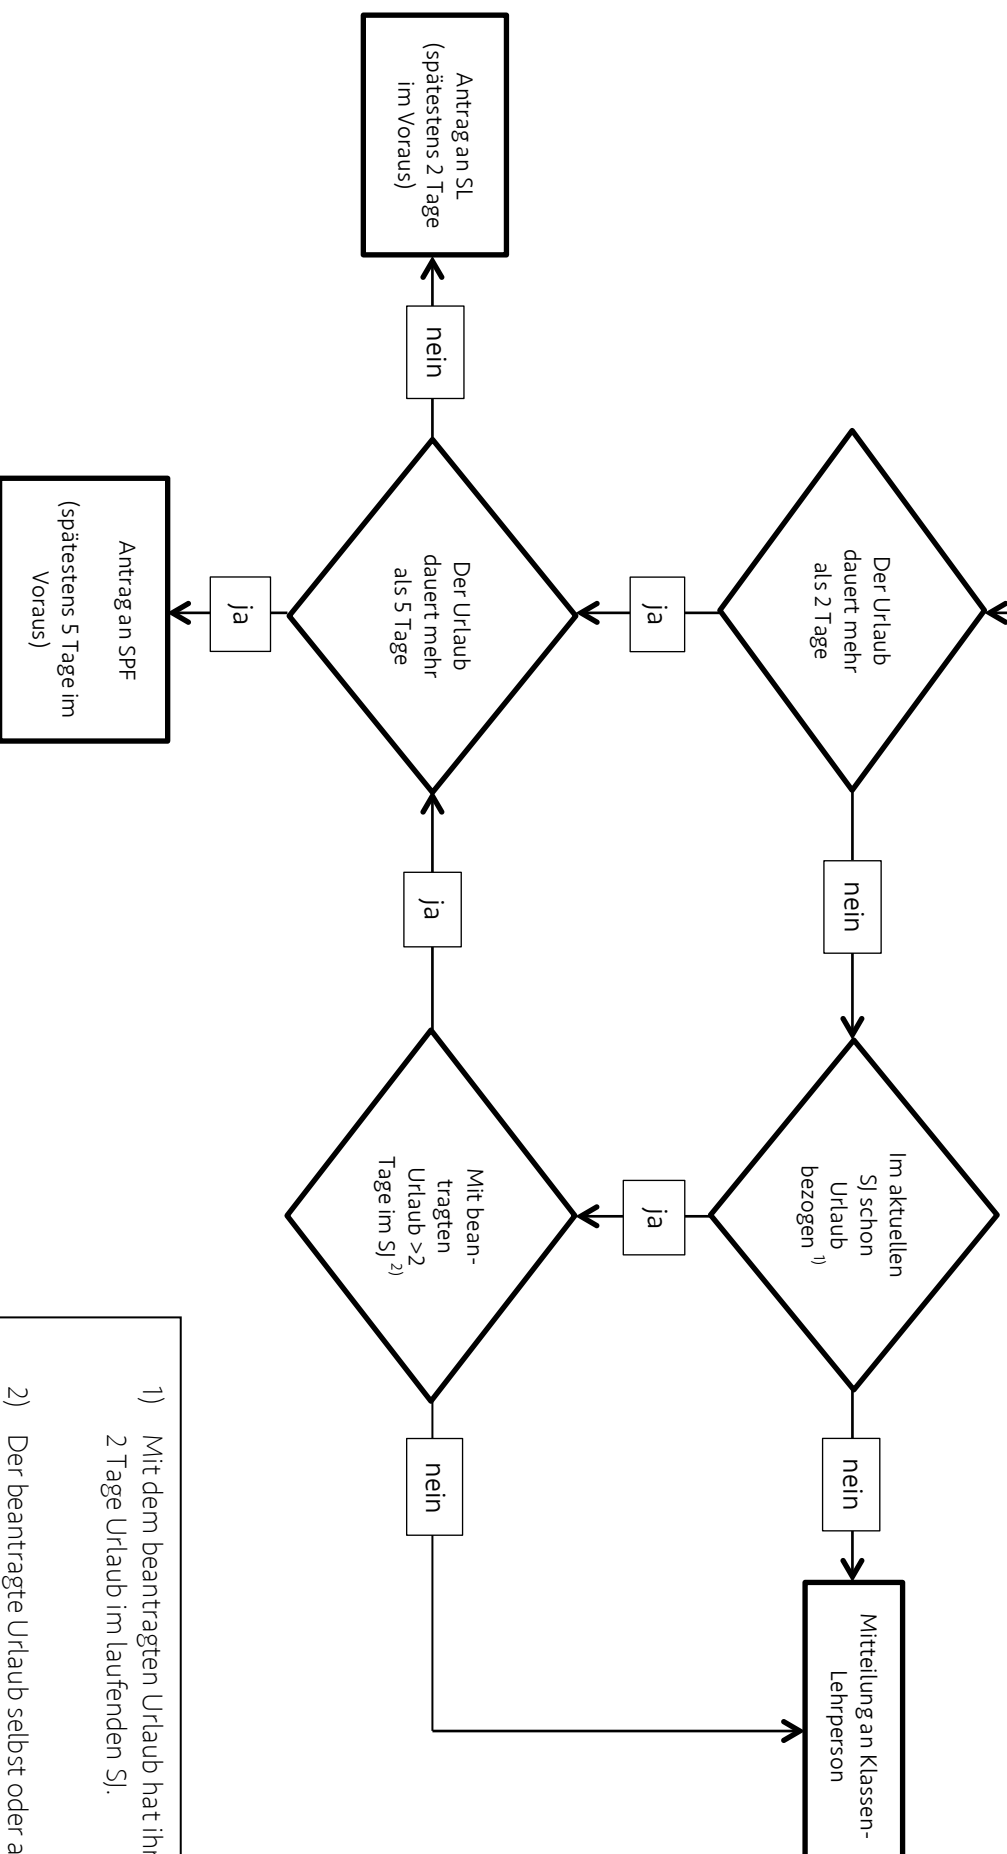 Der Urlaub
dauert mehr
als 2 Tage
nein
Im aktuellen
SJ schon
Urlaub
bezogen 1)
nein
Mitteilung an Klassen-
Lehrperson
ja
ja
Antrag an SL
(spätestens 2 Tage
im Voraus)
nein
Der Urlaub
dauert mehr
als 5 Tage
ja
Mit bean-
tragten
Urlaub >2
Tage im SJ 2)
nein
ja
Antrag an SPF
(spätestens 5 Tage im
Voraus)
1) Mit dem beantragten Urlaub hat ihr
2 Tage Urlaub im laufenden SJ.
2) Der beantragte Urlaub selbst oder a